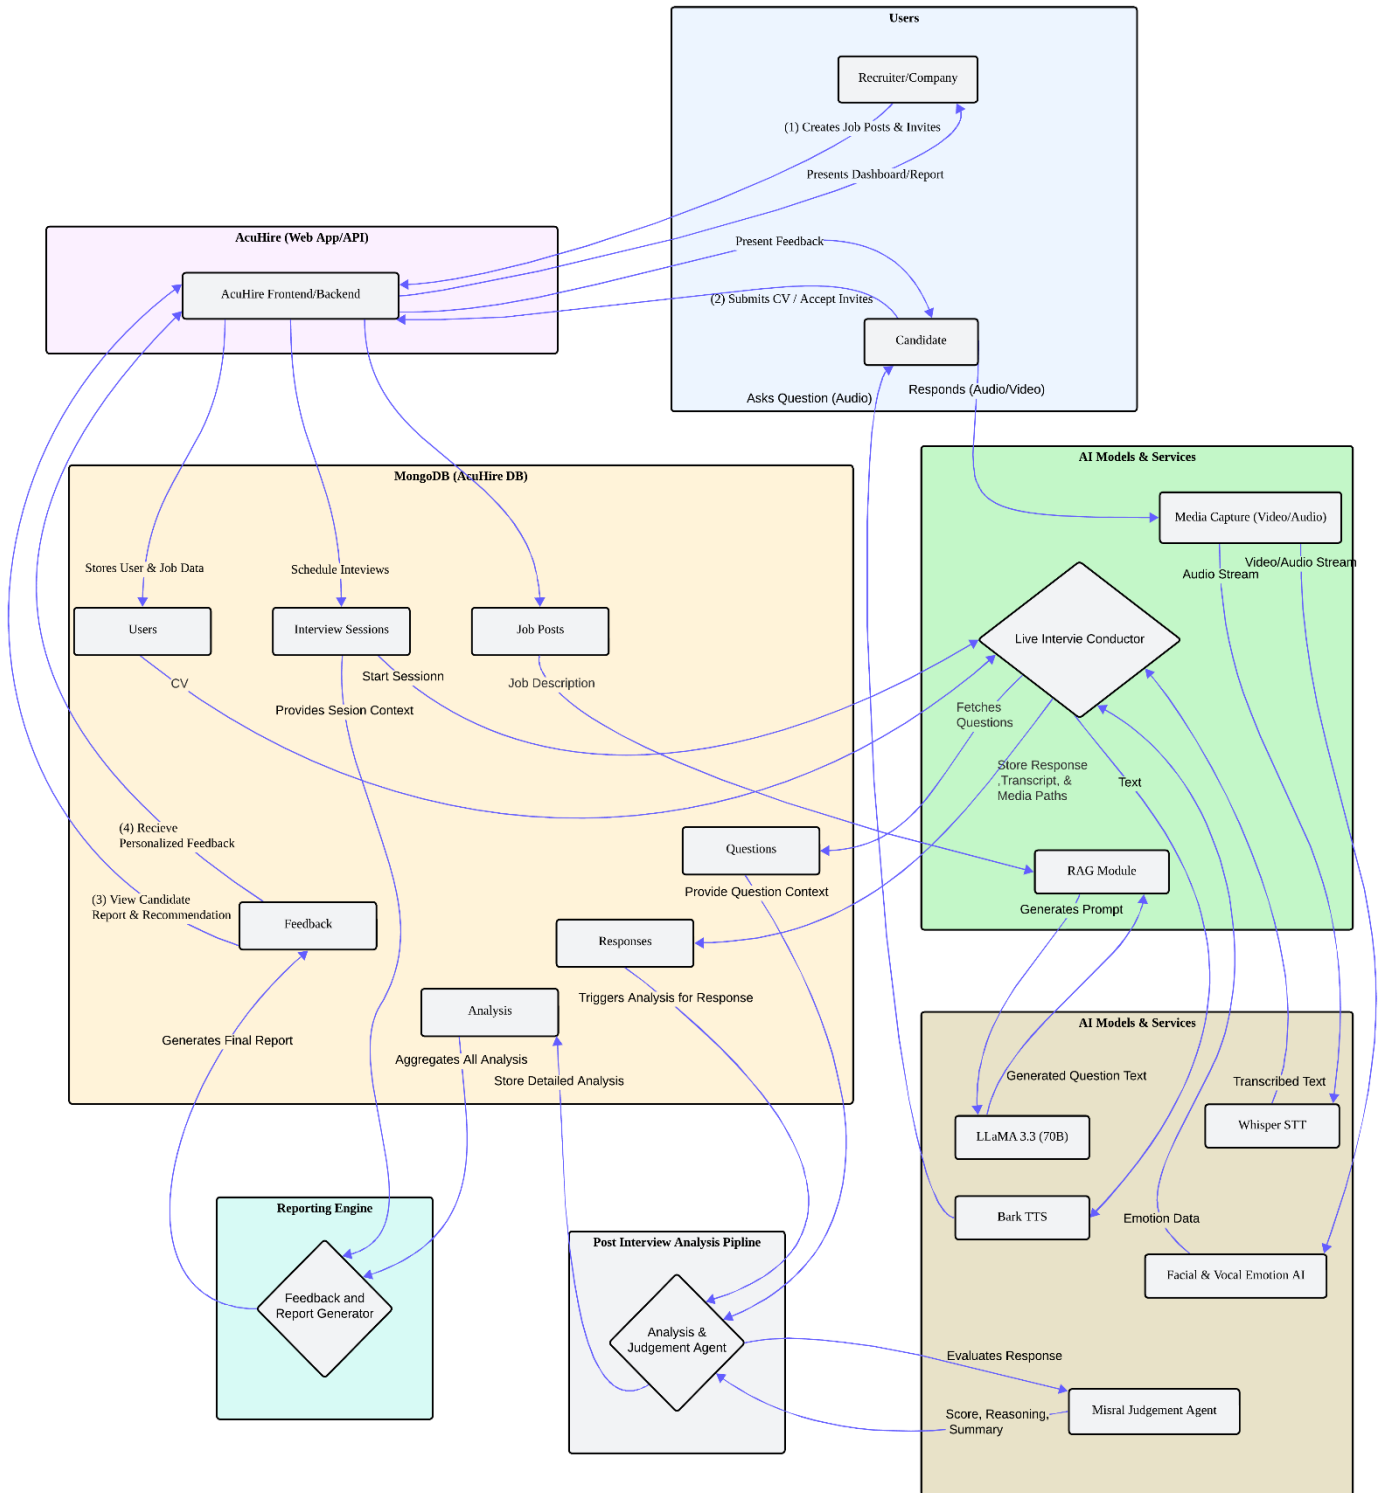 Users
Recruiter/Company
(1) Creates Job Posts & Invites
Presents Dashboard/Report
AcuHire (Web App/API)
AcuHire Frontend/Backend
Present Feedback
(2) Submits CV / Accept Invites
Candidate
Asks Question (Audio)
Responds (Audio/Video)
AI Models & Services
Media Capture (Video/Audio)
Video/Audio Stream
Audio Stream
Live Intervie Conductor
Fetches
Questions
Store Response
,Transcript, &
Media Paths
Text
RAG Module
Generates Prompt
MongoDB (AcuHire DB)
Stores User & Job Data
Schedule Inteviews
Users
Interview Sessions
Job Posts
CV
Start Sessionn
Job Description
Provides Sesion Context
Questions
Provide Question Context
(4) Recieve
Personalized Feedback
(3) View Candidate
Report & Recommendation
Feedback
Responses
Triggers Analysis for Response
Analysis
Generates Final Report
Aggregates All Analysis
Store Detailed Analysis
AI Models & Services
Generated Question Text
Transcribed Text
LLaMA 3.3 (70B)
Whisper STT
Bark TTS
Emotion Data
Facial & Vocal Emotion AI
Reporting Engine
Feedback and
Report Generator
Post Interview Analysis Pipline
Analysis &
Judgement Agent
Evaluates Response
Misral Judgement Agent
Score, Reasoning,
Summary